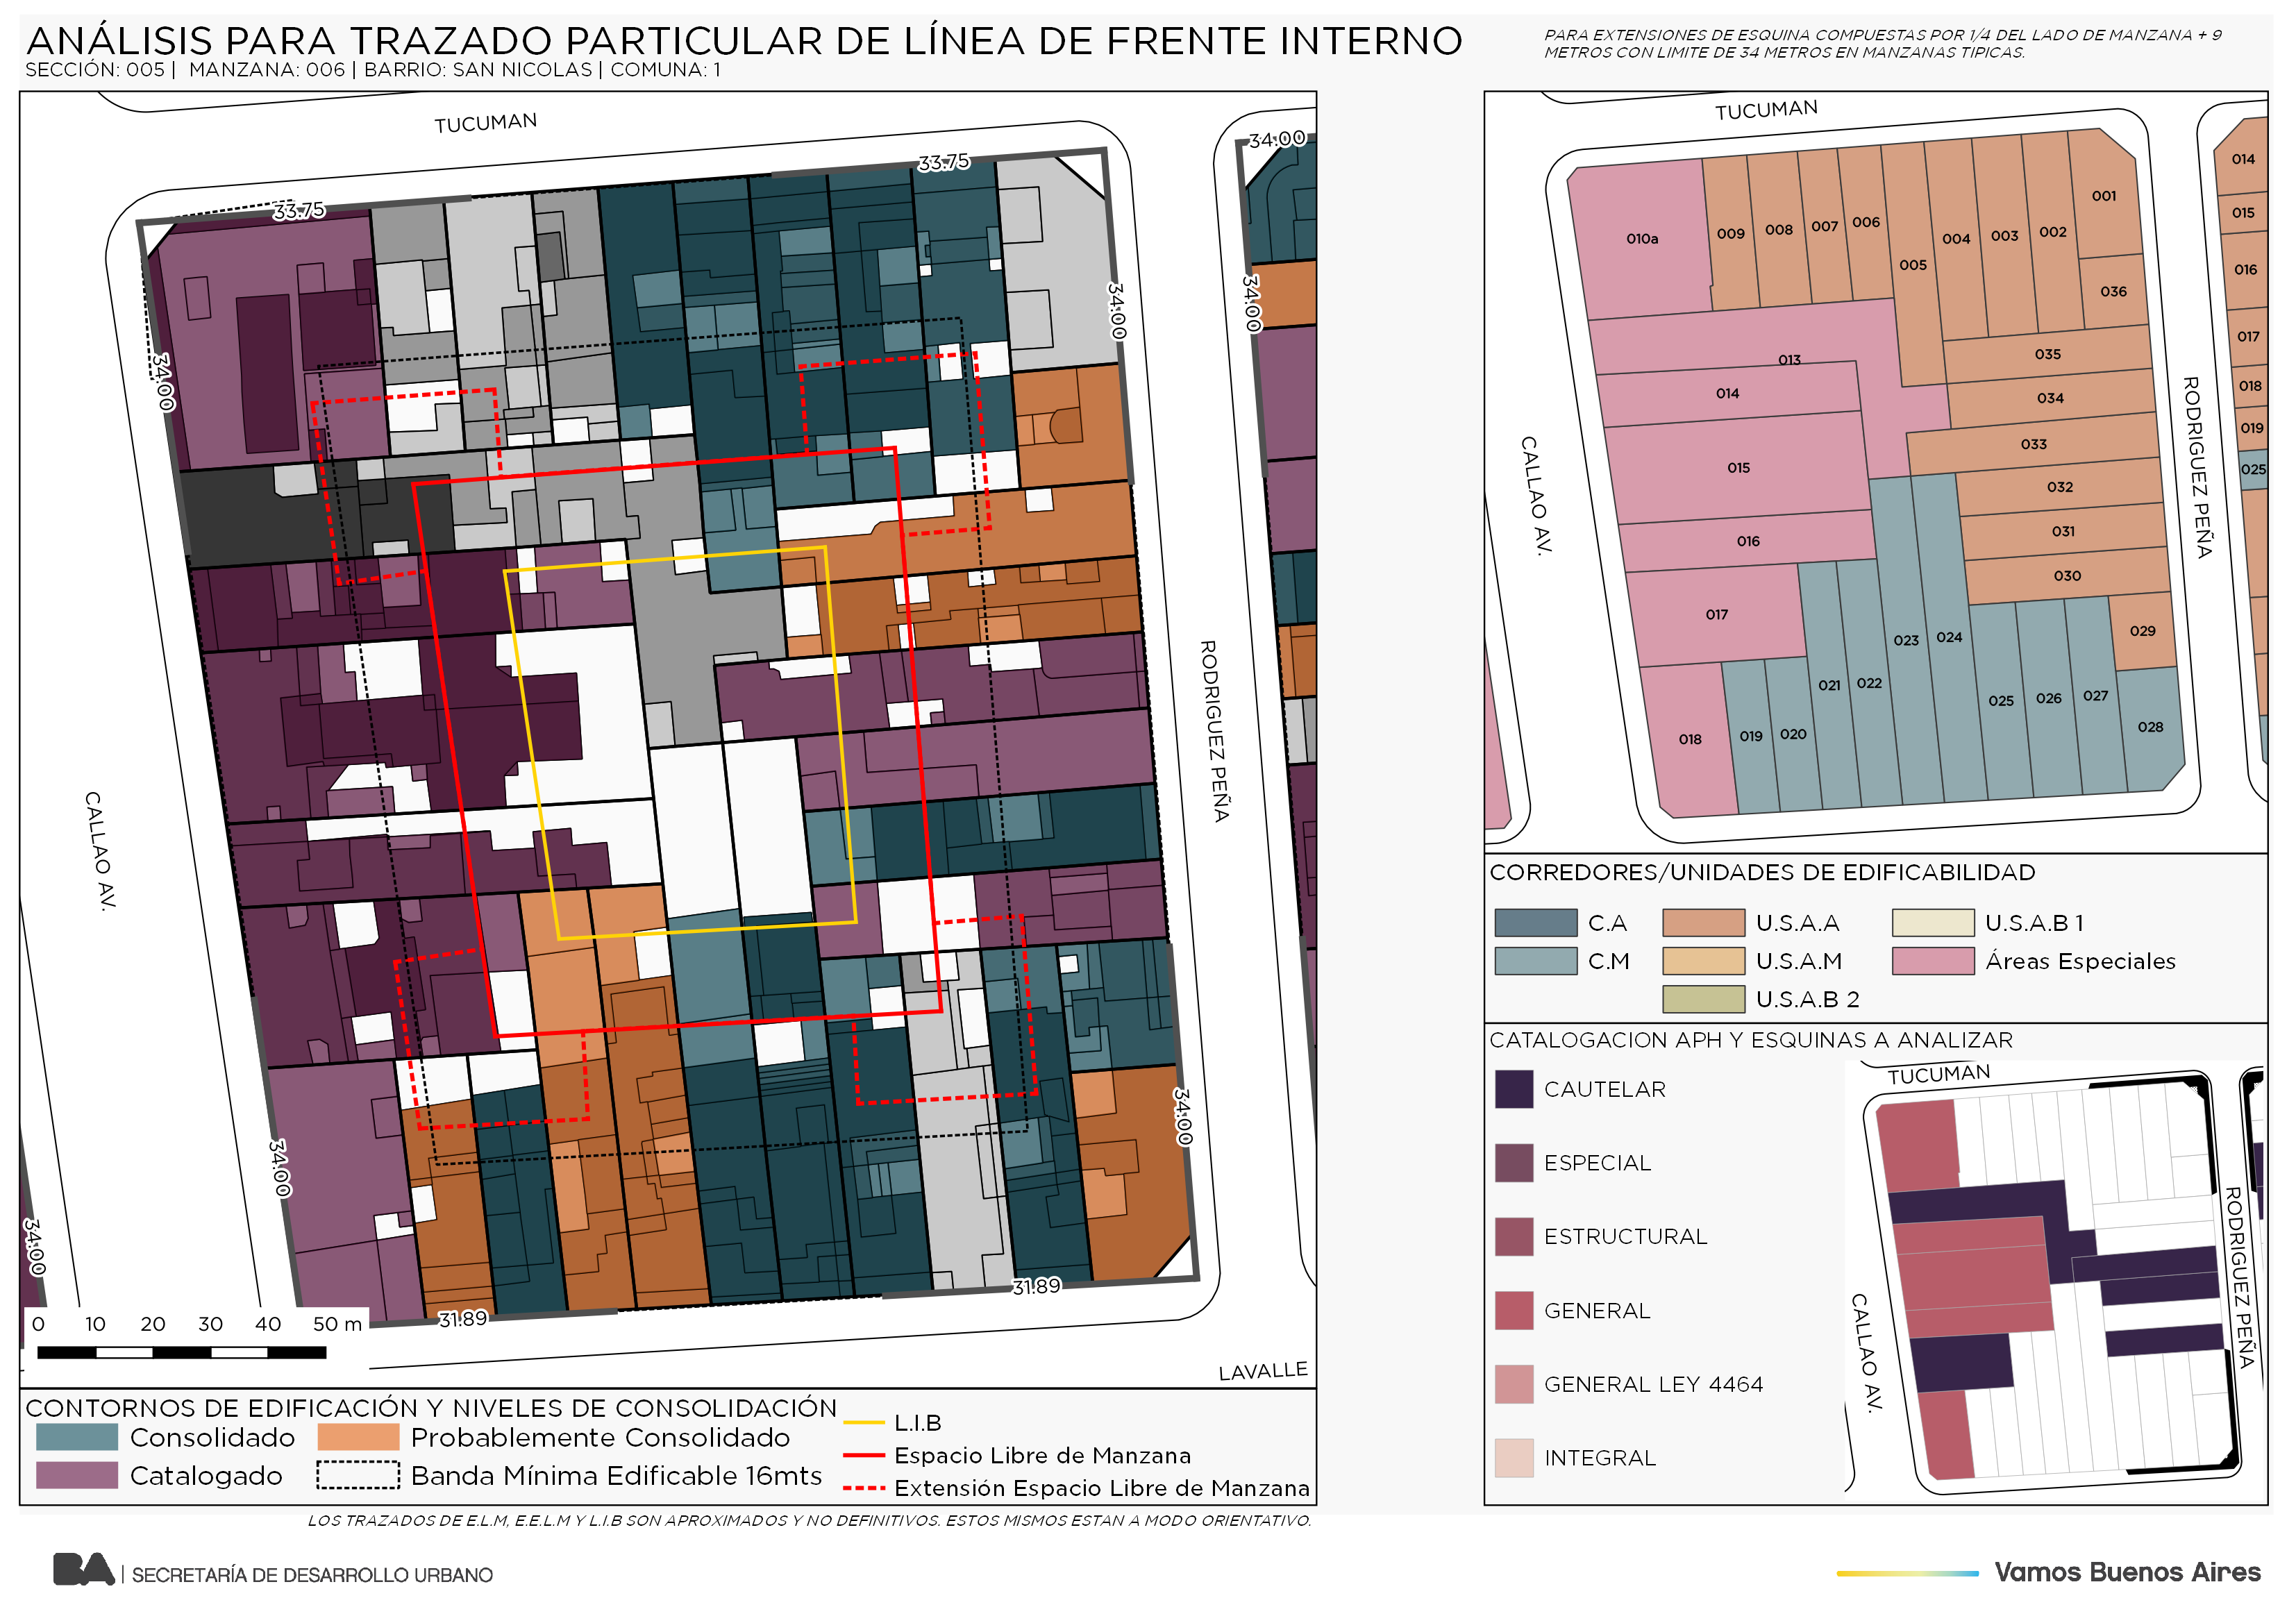 ANÁLISIS PARA TRAZADO PARTICULAR DE LÍNEA DE FRENTE INTERNO
SECCIÓN: 005 | MANZANA: 006 | BARRIO: SAN NICOLAS | COMUNA: 1
PARA EXTENSIONES DE ESQUINA COMPUESTAS POR 1/4 DEL LADO DE MANZANA + 9
METROS CON LIMITE DE 34 METROS EN MANZANAS TIPICAS.
TUCUMAN
33.75
33.75
34.00
34.00
34.00
34.00
CALLAO AV.
RODRIGUEZ PEÑA
34.00
34.00
34.00
31.89
31.89
LAVALLE
0 10 20 30 40 50 m
CONTORNOS DE EDIFICACIÓN Y NIVELES DE CONSOLIDACIÓN
Consolidado
Probablemente Consolidado
Catalogado
Banda Mínima Edificable 16mts
L.I.B
Espacio Libre de Manzana
Extensión Espacio Libre de Manzana
TUCUMAN
CALLAO AV.
RODRIGUEZ PEÑA
010a
009
008
007
006
005
004
003
002
001
036
035
034
033
032
031
030
029
013
014
015
016
017
018
019
020
021
022
023
024
025
026
027
028
014
015
016
017
018
019
025
CORREDORES/UNIDADES DE EDIFICABILIDAD
C.A
U.S.A.A
U.S.A.B 1
C.M
U.S.A.M
Áreas Especiales
U.S.A.B 2
CATALOGACION APH Y ESQUINAS A ANALIZAR
CAUTELAR
ESPECIAL
ESTRUCTURAL
GENERAL
GENERAL LEY 4464
INTEGRAL
TUCUMAN
CALLAO AV.
RODRIGUEZ PEÑA
LOS TRAZADOS DE E.L.M, E.E.L.M Y L.I.B SON APROXIMADOS Y NO DEFINITIVOS. ESTOS MISMOS ESTAN A MODO ORIENTATIVO.
BA | SECRETARÍA DE DESARROLLO URBANO
Vamos Buenos Aires